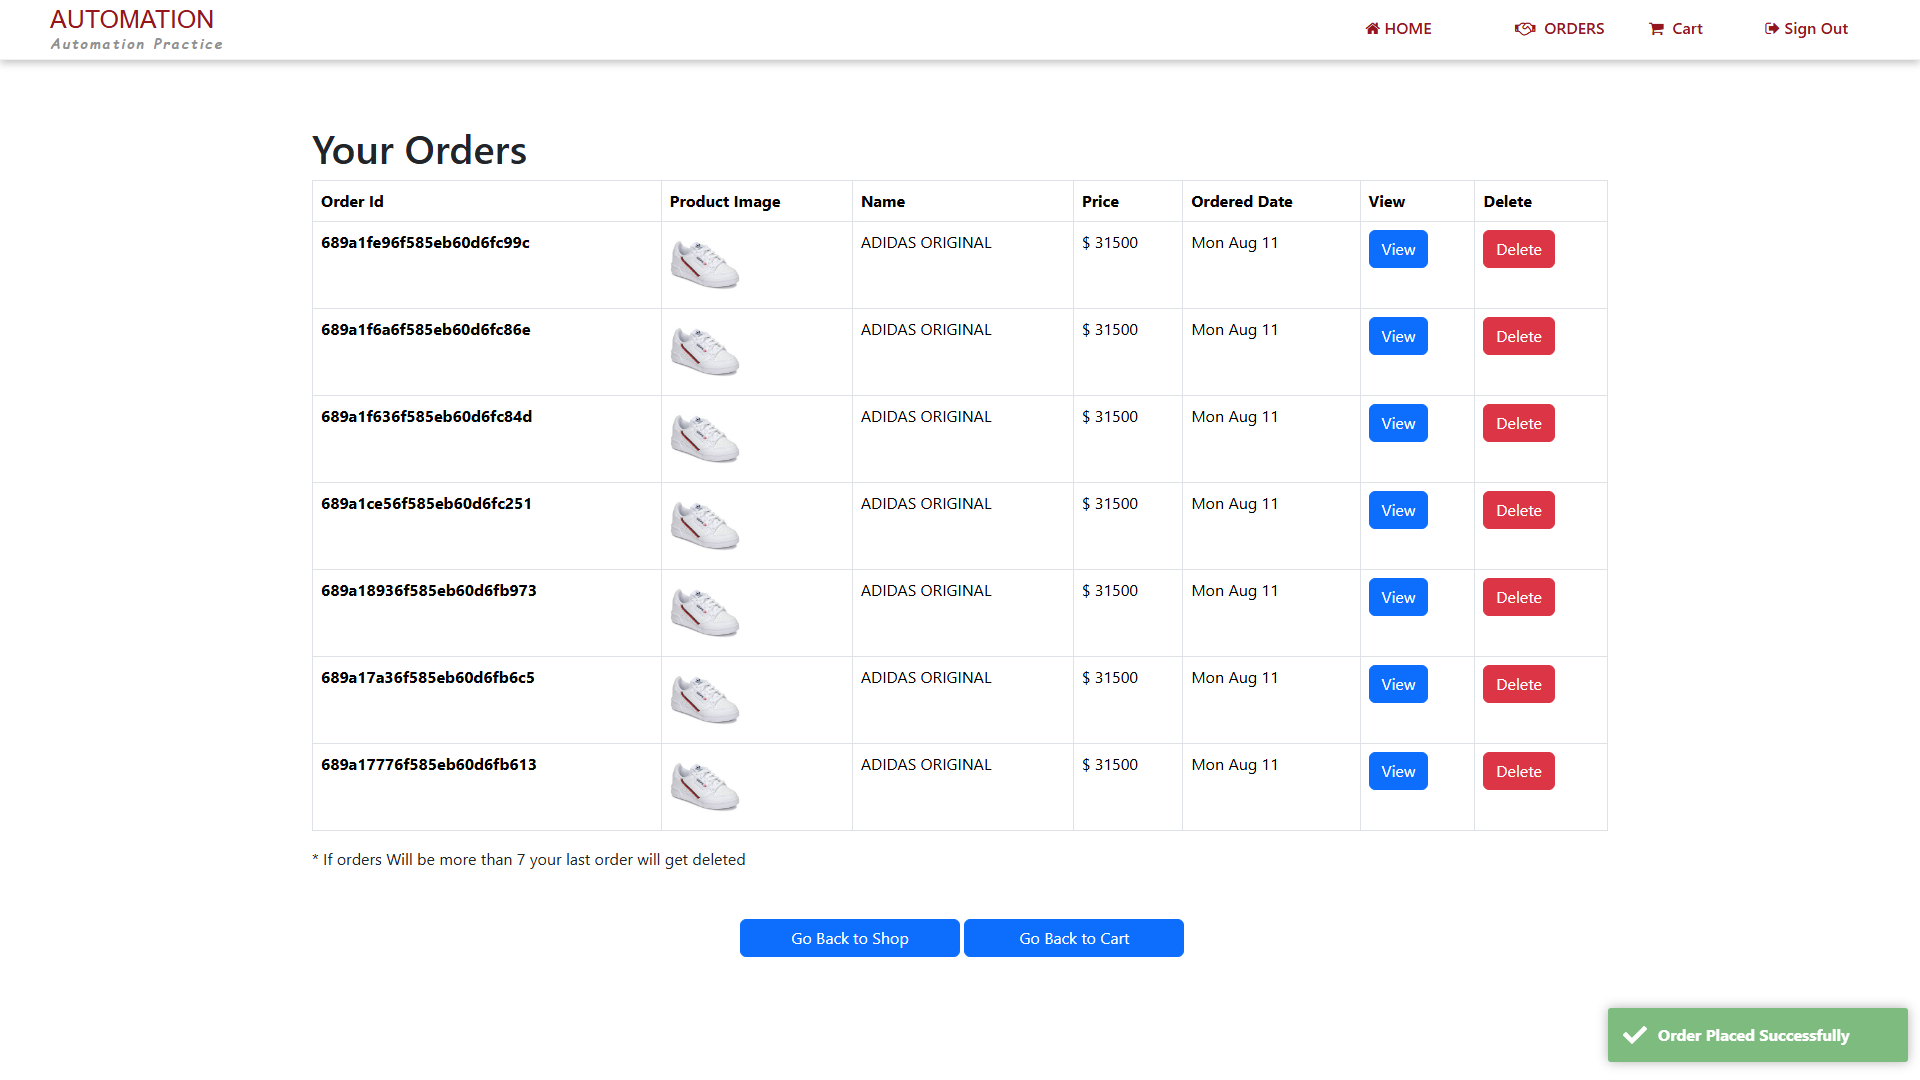 AUTOMATION
Automation Practice
HOME
ORDERS
Cart
Sign Out
Your Orders
Order Id Product Image Name Price Ordered Date View Delete
689a1fe96f585eb60d6fc99c ADIDAS ORIGINAL $ 31500 Mon Aug 11 View Delete
689a1f6a6f585eb60d6fc86e ADIDAS ORIGINAL $ 31500 Mon Aug 11 View Delete
689a1f636f585eb60d6fc84d ADIDAS ORIGINAL $ 31500 Mon Aug 11 View Delete
689a1ce56f585eb60d6fc251 ADIDAS ORIGINAL $ 31500 Mon Aug 11 View Delete
689a18936f585eb60d6fb973 ADIDAS ORIGINAL $ 31500 Mon Aug 11 View Delete
689a17a36f585eb60d6fb6c5 ADIDAS ORIGINAL $ 31500 Mon Aug 11 View Delete
689a17776f585eb60d6fb613 ADIDAS ORIGINAL $ 31500 Mon Aug 11 View Delete
* If orders Will be more than 7 your last order will get deleted
Go Back to Shop
Go Back to Cart
Order Placed Successfully